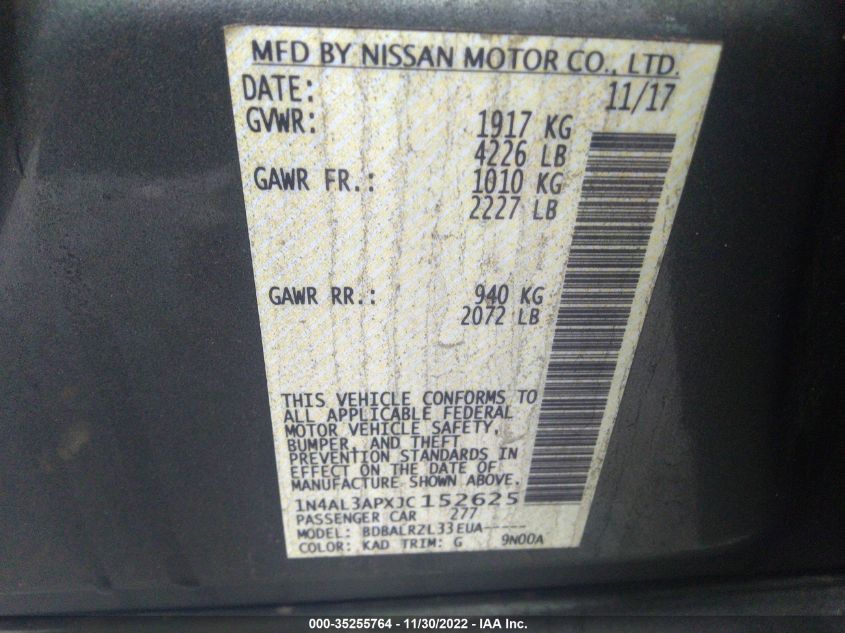 MFD BY NISSAN MOTOR CO., LTD.
DATE: 11/17
GVWR: 1917 KG
4226 LB
GAWR FR.: 1010 KG
2227 LB
GAWR RR.: 940 KG
2072 LB
THIS VEHICLE CONFORMS TO
ALL APPLICABLE FEDERAL
MOTOR VEHICLE SAFETY,
BUMPER, AND THEFT
PREVENTION STANDARDS IN
EFFECT ON THE DATE OF
MANUFACTURE SHOWN ABOVE.
1N4AL3APXJC152625
PASSENGER CAR 277
MODEL: BDBALRZL33EUA-----
COLOR: KAD TRIM: G 9N00A
000-35255764 - 11/30/2022 - IAA Inc.